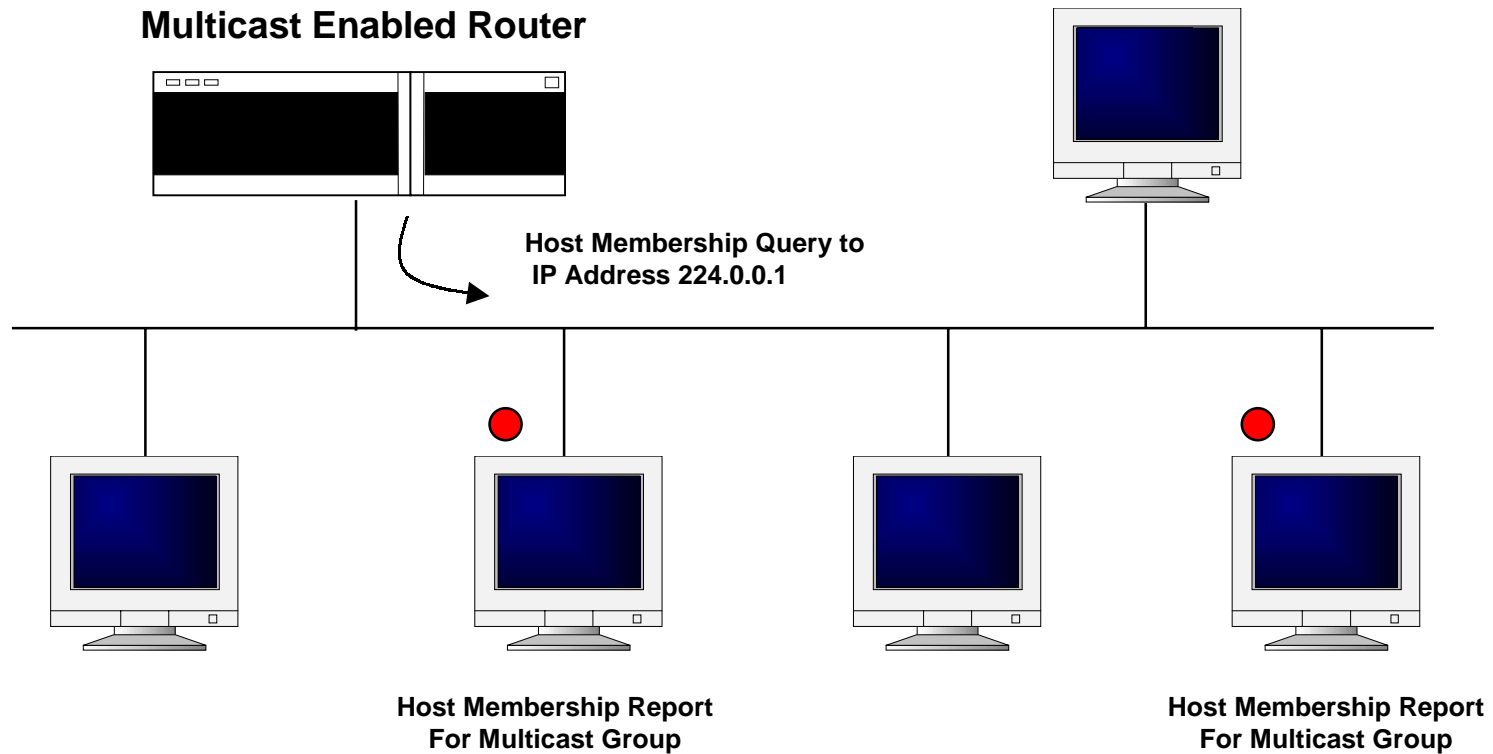 Multicast Enabled Router
Host Membership Query to
IP Address 224.0.0.1
Host Membership Report
For Multicast Group
Host Membership Report
For Multicast Group